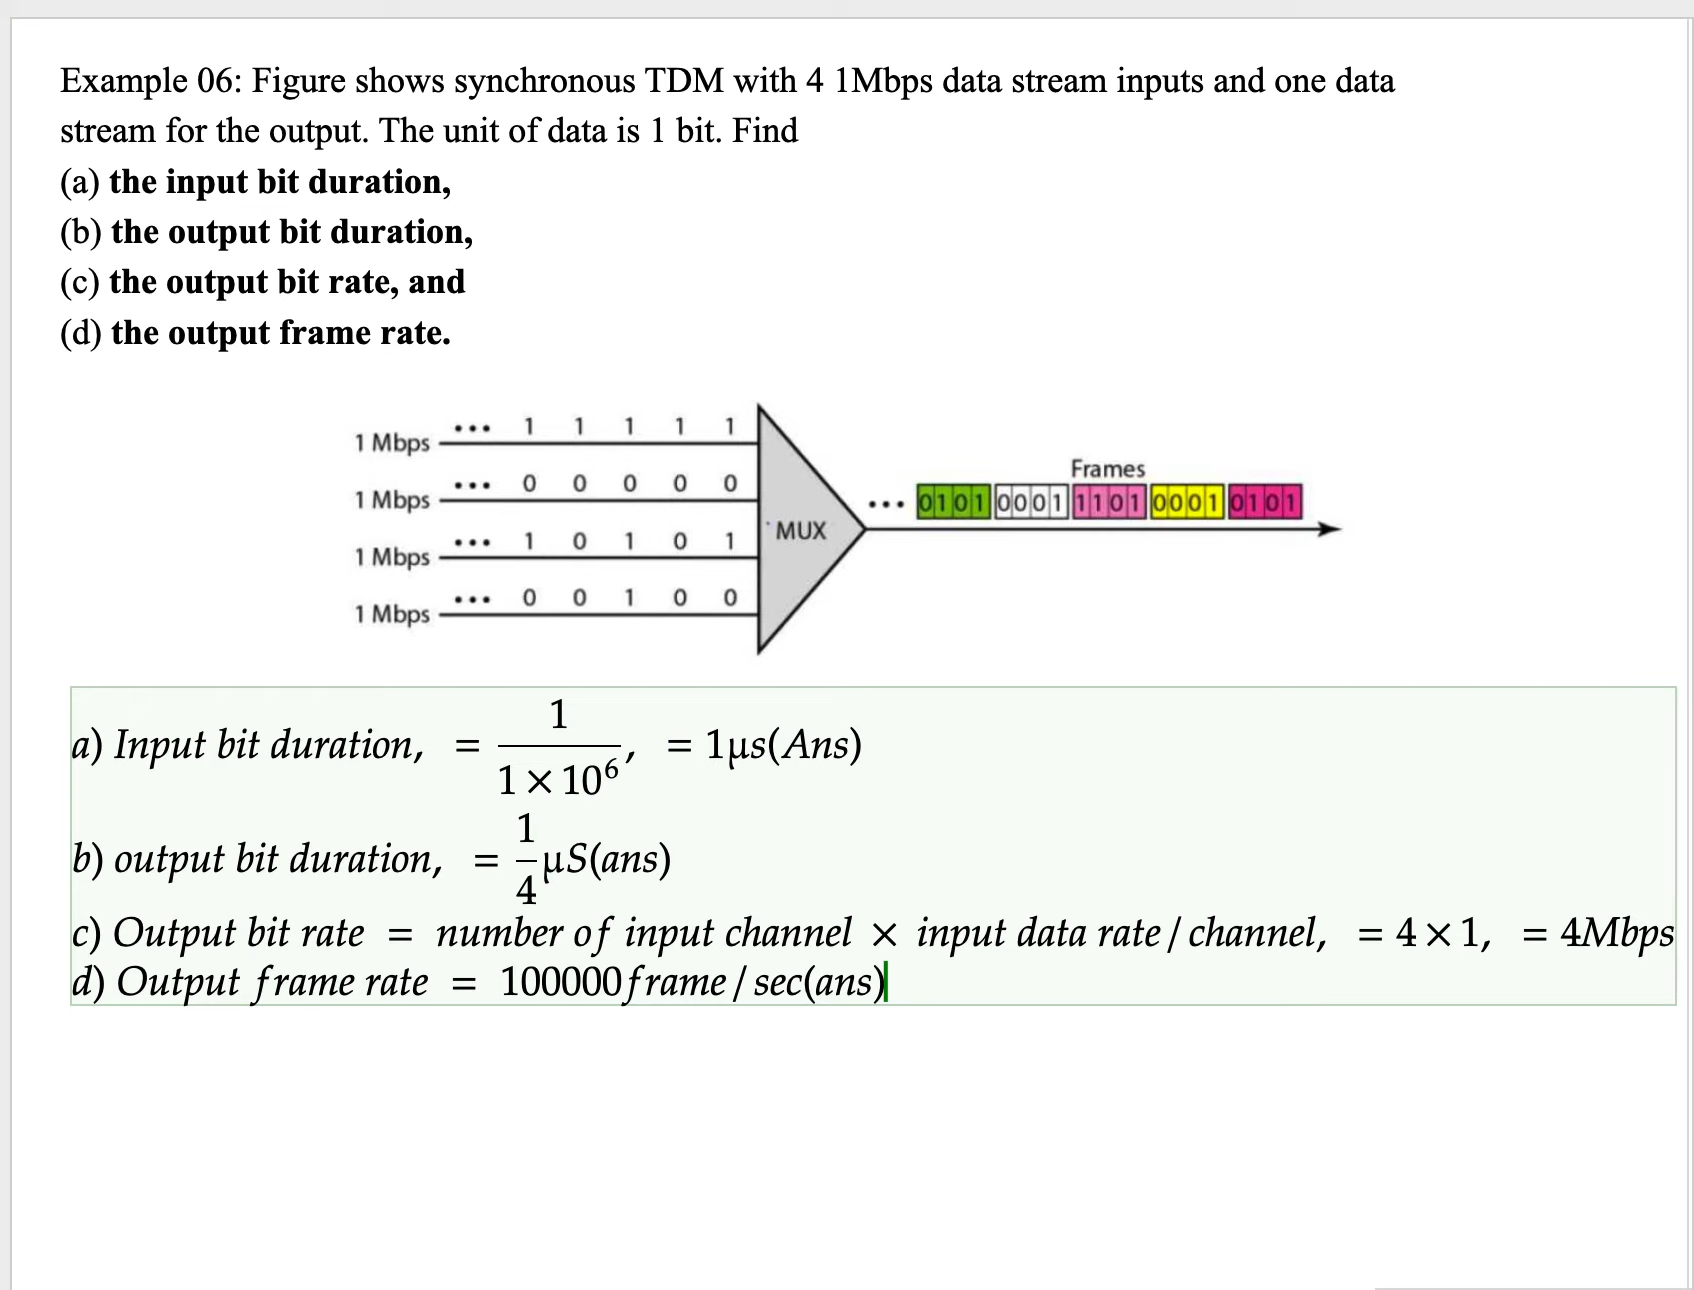 Example 06: Figure shows synchronous TDM with 4 1Mbps data stream inputs and one data
stream for the output. The unit of data is 1 bit. Find
(a) the input bit duration,
(b) the output bit duration,
(c) the output bit rate, and
(d) the output frame rate.
1 Mbps ••• 1 1 1 1 1
1 Mbps ••• 0 0 0 0 0
1 Mbps ••• 1 0 1 0 1
1 Mbps ••• 0 0 1 0 0
MUX
Frames
••• 0101 0001 1101 0001 0101
a) Input bit duration, = 1/(1 × 10⁶), = 1µs(Ans)
b) output bit duration, = 1/4 µS(ans)
c) Output bit rate = number of input channel × input data rate/channel, = 4 × 1, = 4Mbps
d) Output frame rate = 100000frame/sec(ans)